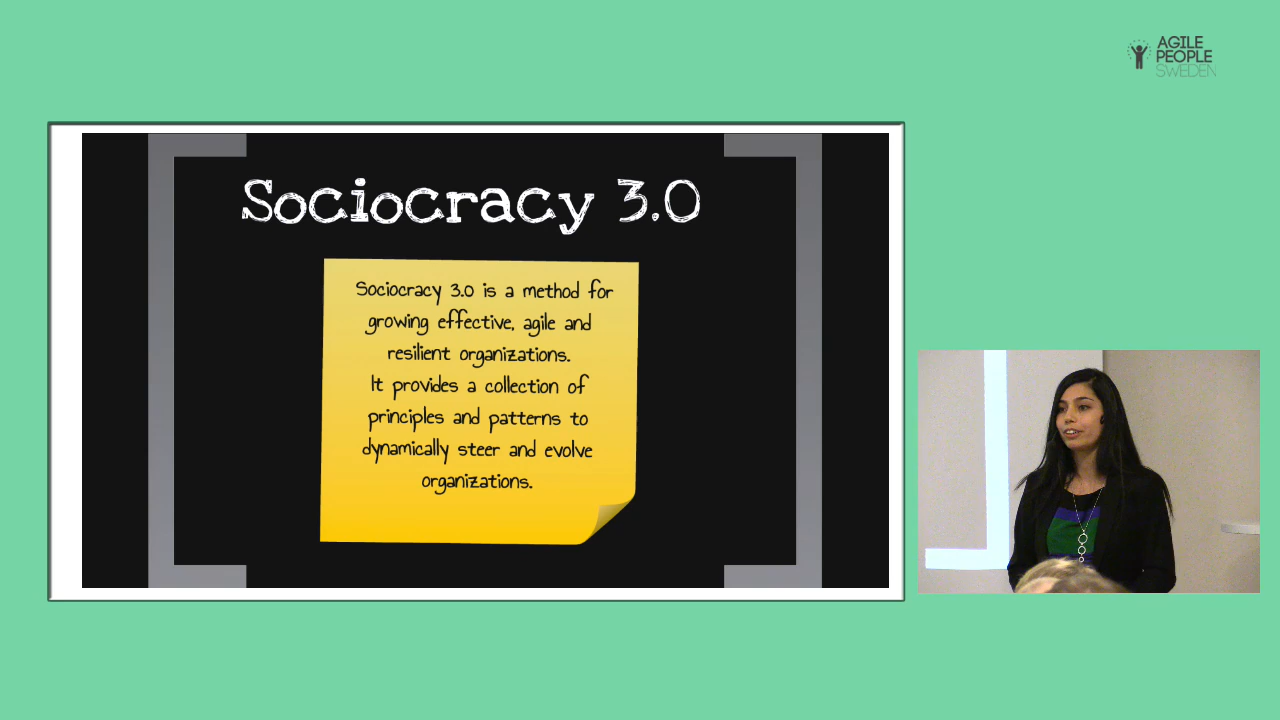 AGILE
PEOPLE
SWEDEN
Sociocracy 3.0
Sociocracy 3.0 is a method for
growing effective, agile and
resilient organizations.
It provides a collection of
principles and patterns to
dynamically steer and evolve
organizations.